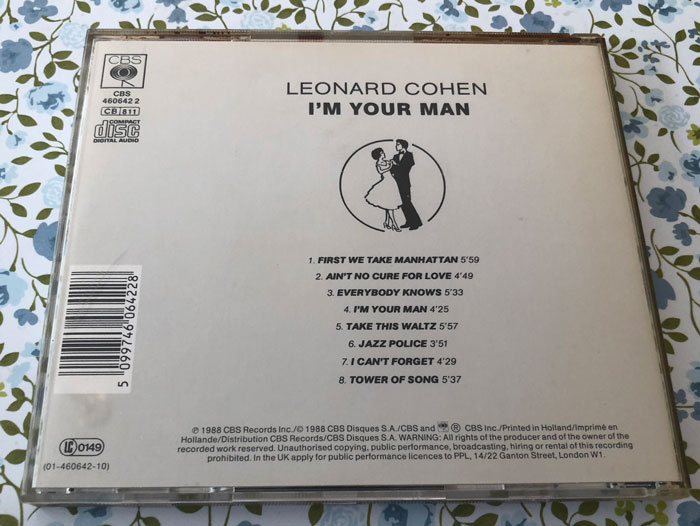 CBS
CBS
460642 2
CB 811
COMPACT
disc
DIGITAL AUDIO
LEONARD COHEN
I'M YOUR MAN
1. FIRST WE TAKE MANHATTAN 5'59
2. AIN'T NO CURE FOR LOVE 4'49
3. EVERYBODY KNOWS 5'33
4. I'M YOUR MAN 4'25
5. TAKE THIS WALTZ 5'57
6. JAZZ POLICE 3'51
7. I CAN'T FORGET 4'29
8. TOWER OF SONG 5'37
5 099746 064228
LC 0149
(01-460642-10)
℗ 1988 CBS Records Inc./© 1988 CBS Disques S.A./CBS and ® CBS Inc./Printed in Holland/Imprimé en
Hollande/Distribution CBS Records/CBS Disques S.A. WARNING: All rights of the producer and of the owner of the
recorded work reserved. Unauthorised copying, public performance, broadcasting, hiring or rental of this recording
prohibited. In the UK apply for public performance licences to PPL, 14/22 Ganton Street, London W1.